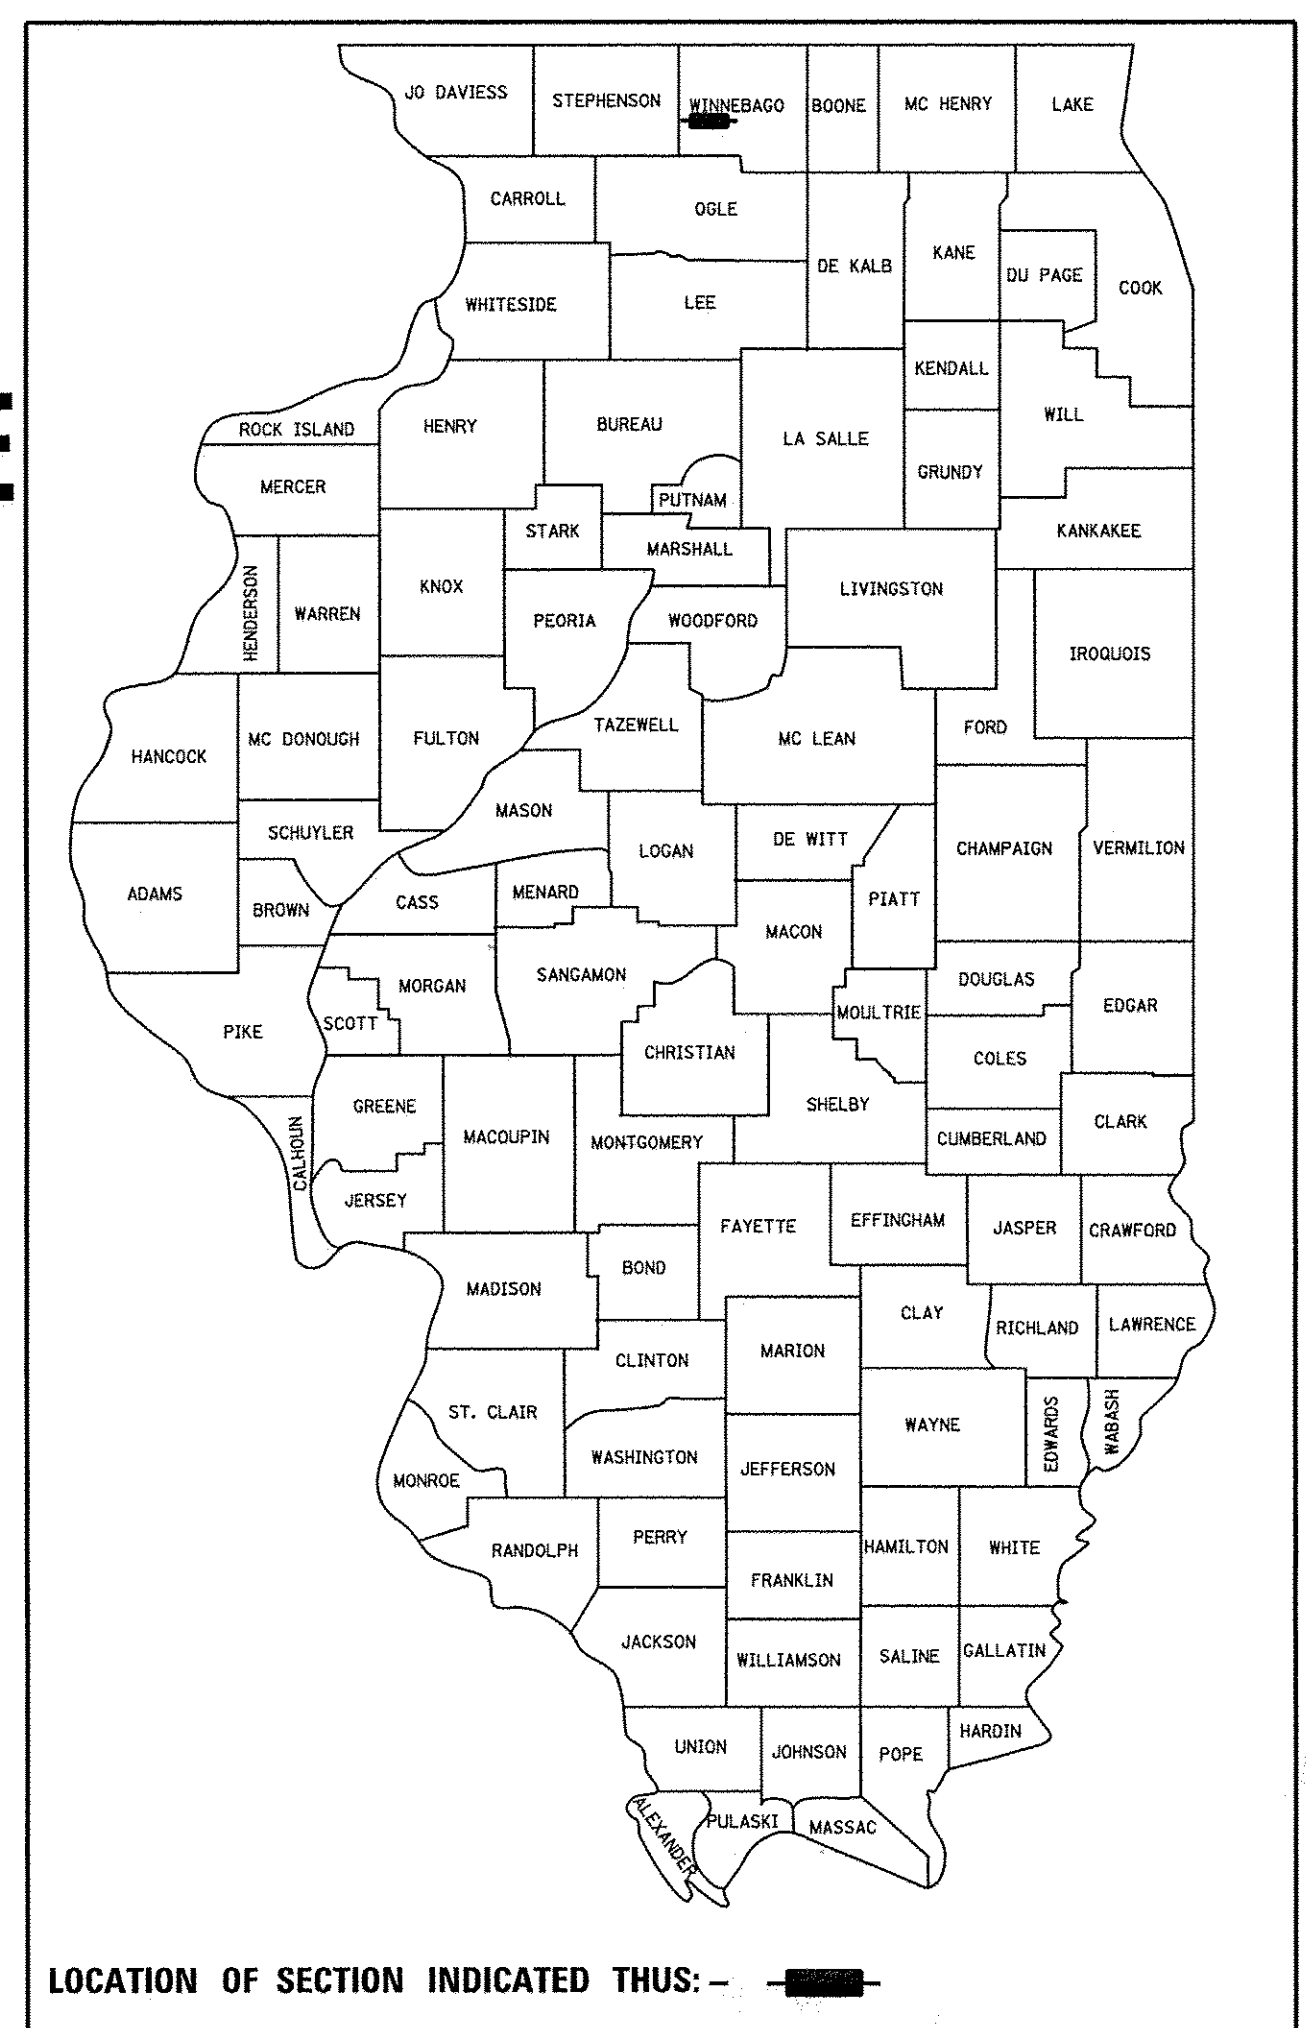 JO DAVIESS
STEPHENSON
WINNEBAGO
BOONE
MC HENRY
LAKE
CARROLL
OGLE
DE KALB
KANE
DU PAGE
COOK
WHITESIDE
LEE
KENDALL
ROCK ISLAND
HENRY
BUREAU
LA SALLE
WILL
MERCER
PUTNAM
GRUNDY
STARK
MARSHALL
KANKAKEE
HENDERSON
WARREN
KNOX
PEORIA
WOODFORD
LIVINGSTON
IROQUOIS
HANCOCK
MC DONOUGH
FULTON
TAZEWELL
MC LEAN
FORD
SCHUYLER
MASON
LOGAN
DE WITT
CHAMPAIGN
VERMILION
ADAMS
BROWN
CASS
MENARD
MACON
PIATT
PIKE
SCOTT
MORGAN
SANGAMON
CHRISTIAN
MOULTRIE
DOUGLAS
EDGAR
COLES
CALHOUN
GREENE
MACOUPIN
MONTGOMERY
SHELBY
CUMBERLAND
CLARK
JERSEY
FAYETTE
EFFINGHAM
JASPER
CRAWFORD
MADISON
BOND
CLAY
RICHLAND
LAWRENCE
CLINTON
MARION
ST. CLAIR
WAYNE
EDWARDS
WABASH
MONROE
WASHINGTON
JEFFERSON
RANDOLPH
PERRY
FRANKLIN
HAMILTON
WHITE
JACKSON
WILLIAMSON
SALINE
GALLATIN
UNION
JOHNSON
POPE
HARDIN
ALEXANDER
PULASKI
MASSAC
LOCATION OF SECTION INDICATED THUS: -